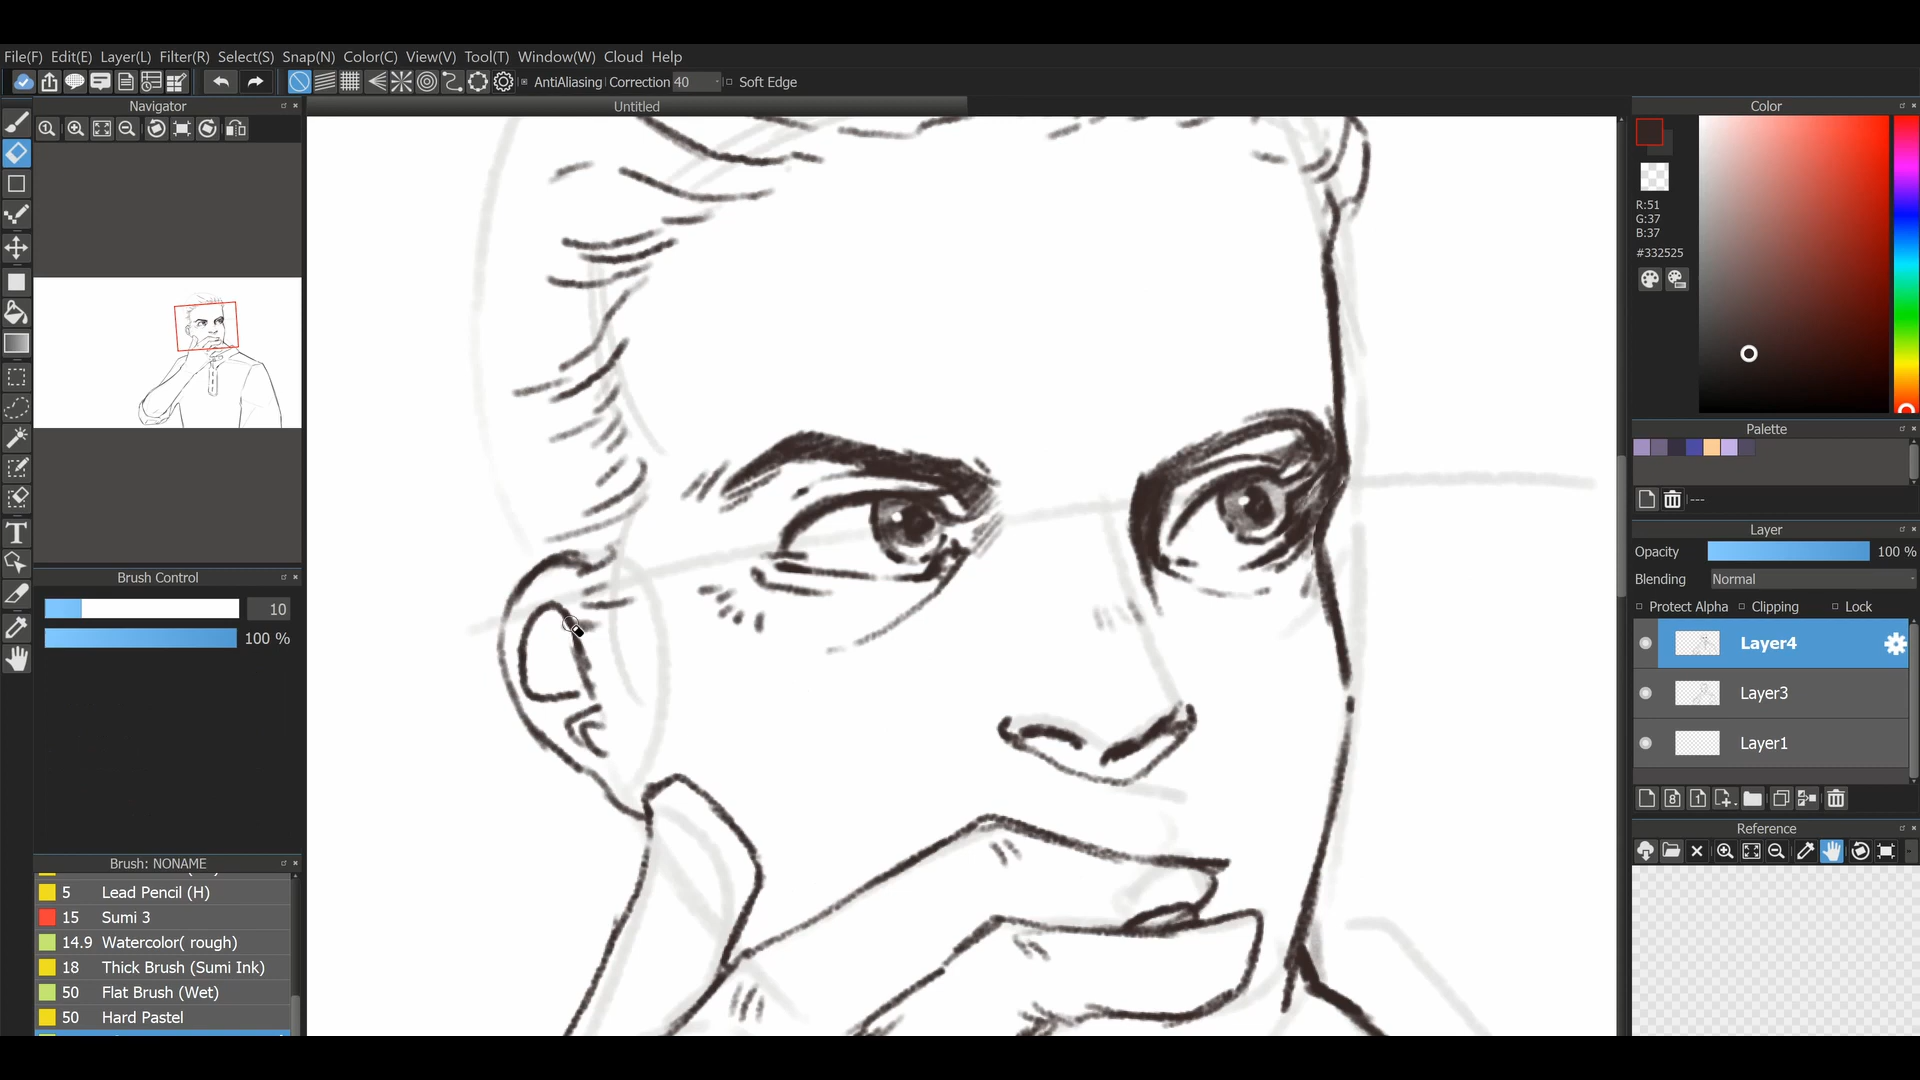 File(F) Edit(E) Layer(L) Filter(R) Select(S) Snap(N) Color(C) View(V) Tool(T) Window(W) Cloud Help
AntiAliasing Correction 40 Soft Edge
Navigator
Untitled
Color
R:51
G:37
B:37
#332525
Palette
---
Layer
Opacity 100 %
Blending Normal
Protect Alpha Clipping Lock
Layer4
Layer3
Layer1
8 1
Reference
Brush Control
10
100 %
Brush: NONAME
5 Lead Pencil (H)
15 Sumi 3
14.9 Watercolor( rough)
18 Thick Brush (Sumi Ink)
50 Flat Brush (Wet)
50 Hard Pastel